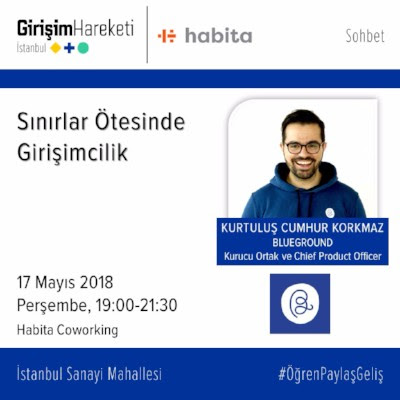 GirişimHareketi
İstanbul
habita
Sohbet
Sınırlar Ötesinde
Girişimcilik
KURTULUŞ CUMHUR KORKMAZ
BLUEGROUND
Kurucu Ortak ve Chief Product Officer
17 Mayıs 2018
Perşembe, 19:00-21:30
Habita Coworking
İstanbul Sanayi Mahallesi
#ÖğrenPaylaşGeliş